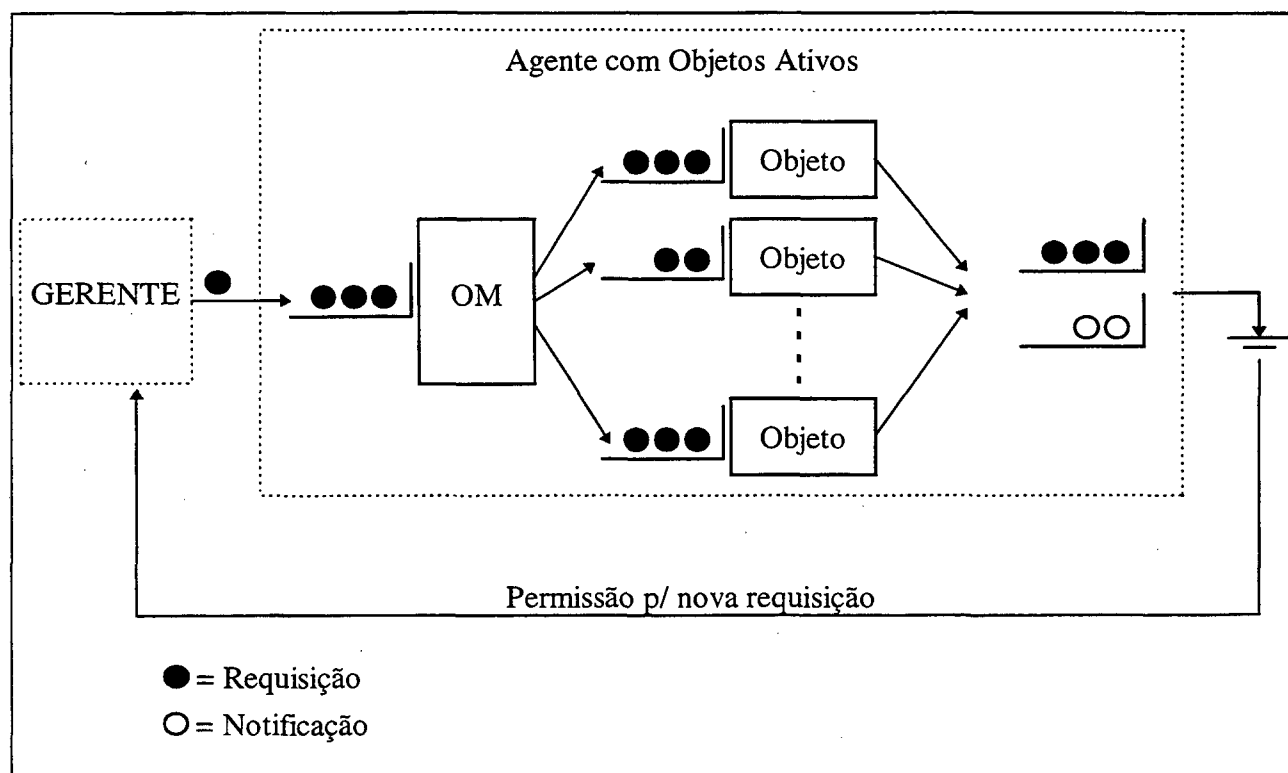 Agente com Objetos Ativos
Objeto
GERENTE
OM
Objeto
Objeto
Permissão p/ nova requisição
= Requisição
= Notificação